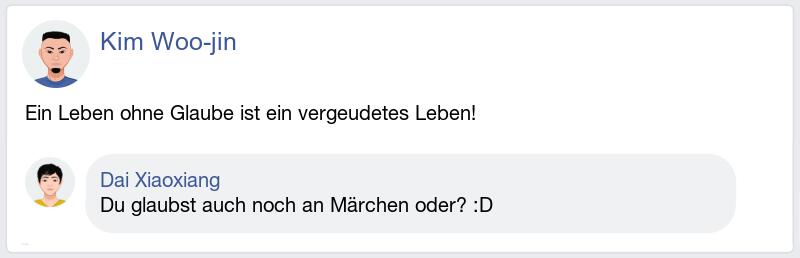 Kim Woo-jin
Ein Leben ohne Glaube ist ein vergeudetes Leben!
Dai Xiaoxiang
Du glaubst auch noch an Märchen oder? :D